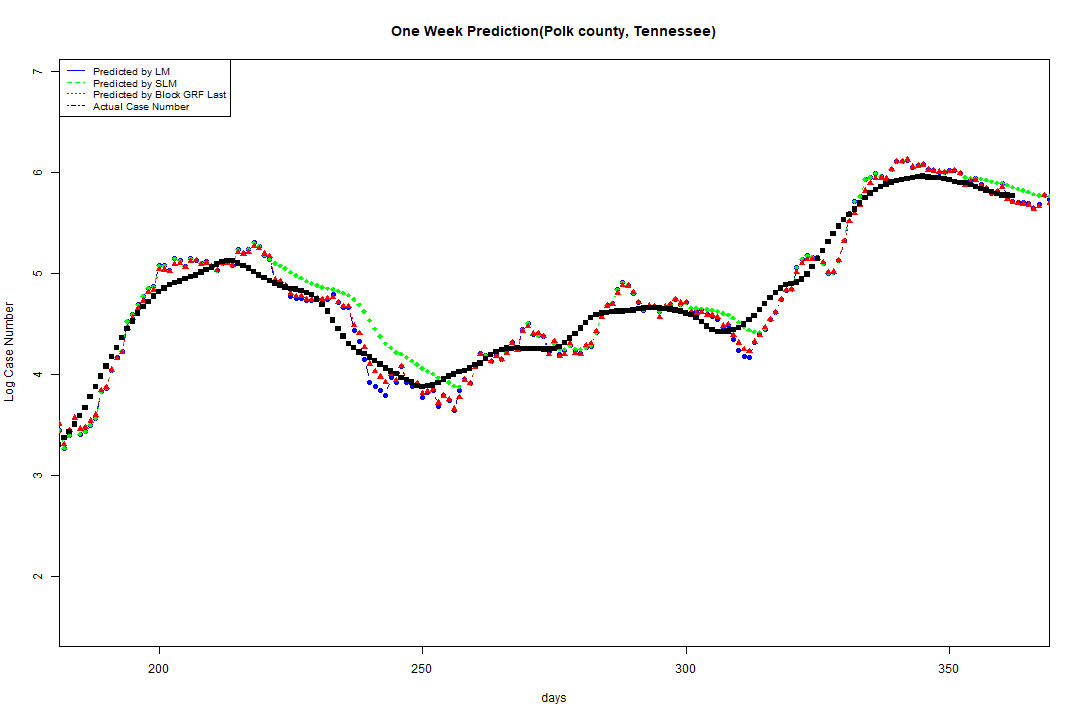 One Week Prediction(Polk county, Tennessee)
Predicted by LM
Predicted by SLM
Predicted by Block GRF Last
Actual Case Number
7
6
5
4
3
2
Log Case Number
200 250 300 350
days